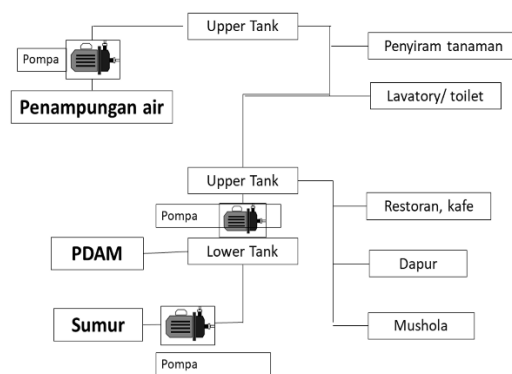 Upper Tank
Penyiram tanaman
Pompa
Lavatory/ toilet
Penampungan air
Upper Tank
Restoran, kafe
Pompa
PDAM
Lower Tank
Dapur
Sumur
Mushola
Pompa